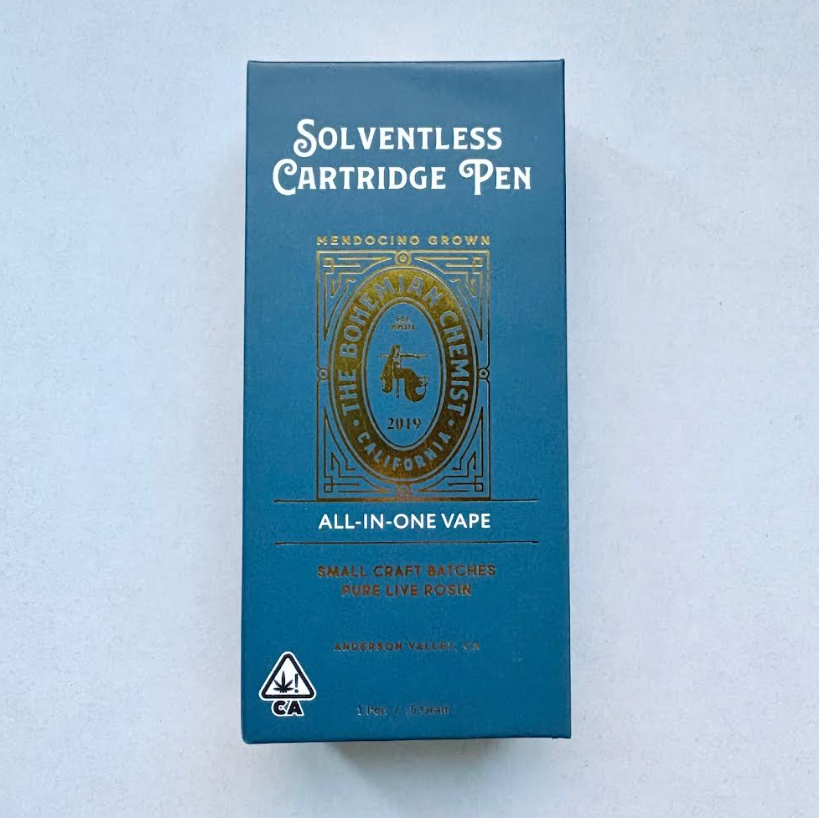 SOLVENTLESS
CARTRIDGE PEN
MENDOCINO GROWN
THE BOHEMIAN CHEMIST
2019
• CALIFORNIA •
ALL-IN-ONE VAPE
SMALL CRAFT BATCHES
PURE LIVE ROSIN
ANDERSON VALLEY, CA
!
CA